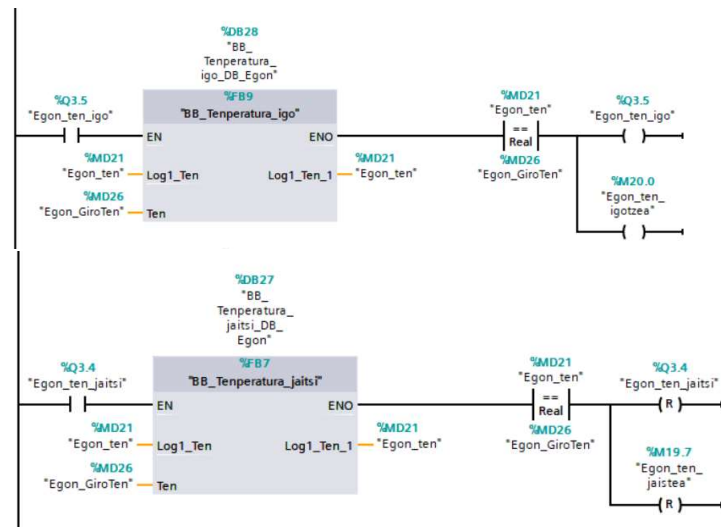 %DB28
"BB_
Tenperatura_
igo_DB_Egon"
%Q3.5
"Egon_ten_igo"
%FB9
"BB_Tenperatura_igo"
%MD21
"Egon_ten"
%Q3.5
"Egon_ten_igo"
EN
ENO
==
Real
%MD21
"Egon_ten"
Log1_Ten
Log1_Ten_1
%MD21
"Egon_ten"
%MD26
"Egon_GiroTen"
%M20.0
"Egon_ten_
igotzea"
%MD26
"Egon_GiroTen"
Ten
%DB27
"BB_
Tenperatura_
jaitsi_DB_
Egon"
%Q3.4
"Egon_ten_jaitsi"
%FB7
"BB_Tenperatura_jaitsi"
%MD21
"Egon_ten"
%Q3.4
"Egon_ten_jaitsi"
EN
ENO
==
Real
R
%MD21
"Egon_ten"
Log1_Ten
Log1_Ten_1
%MD21
"Egon_ten"
%MD26
"Egon_GiroTen"
%M19.7
"Egon_ten_
jaistea"
%MD26
"Egon_GiroTen"
Ten
R